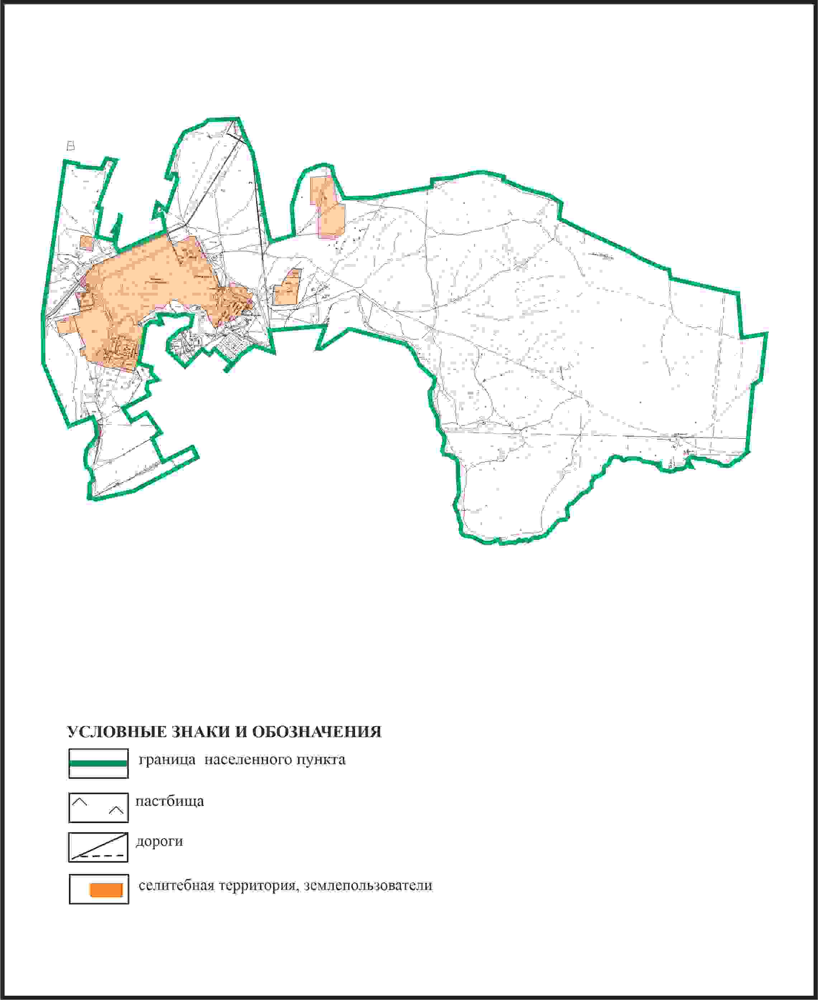 УСЛОВНЫЕ ЗНАКИ И ОБОЗНАЧЕНИЯ
граница населенного пункта
пастбища
дороги
селитебная территория, землепользователи